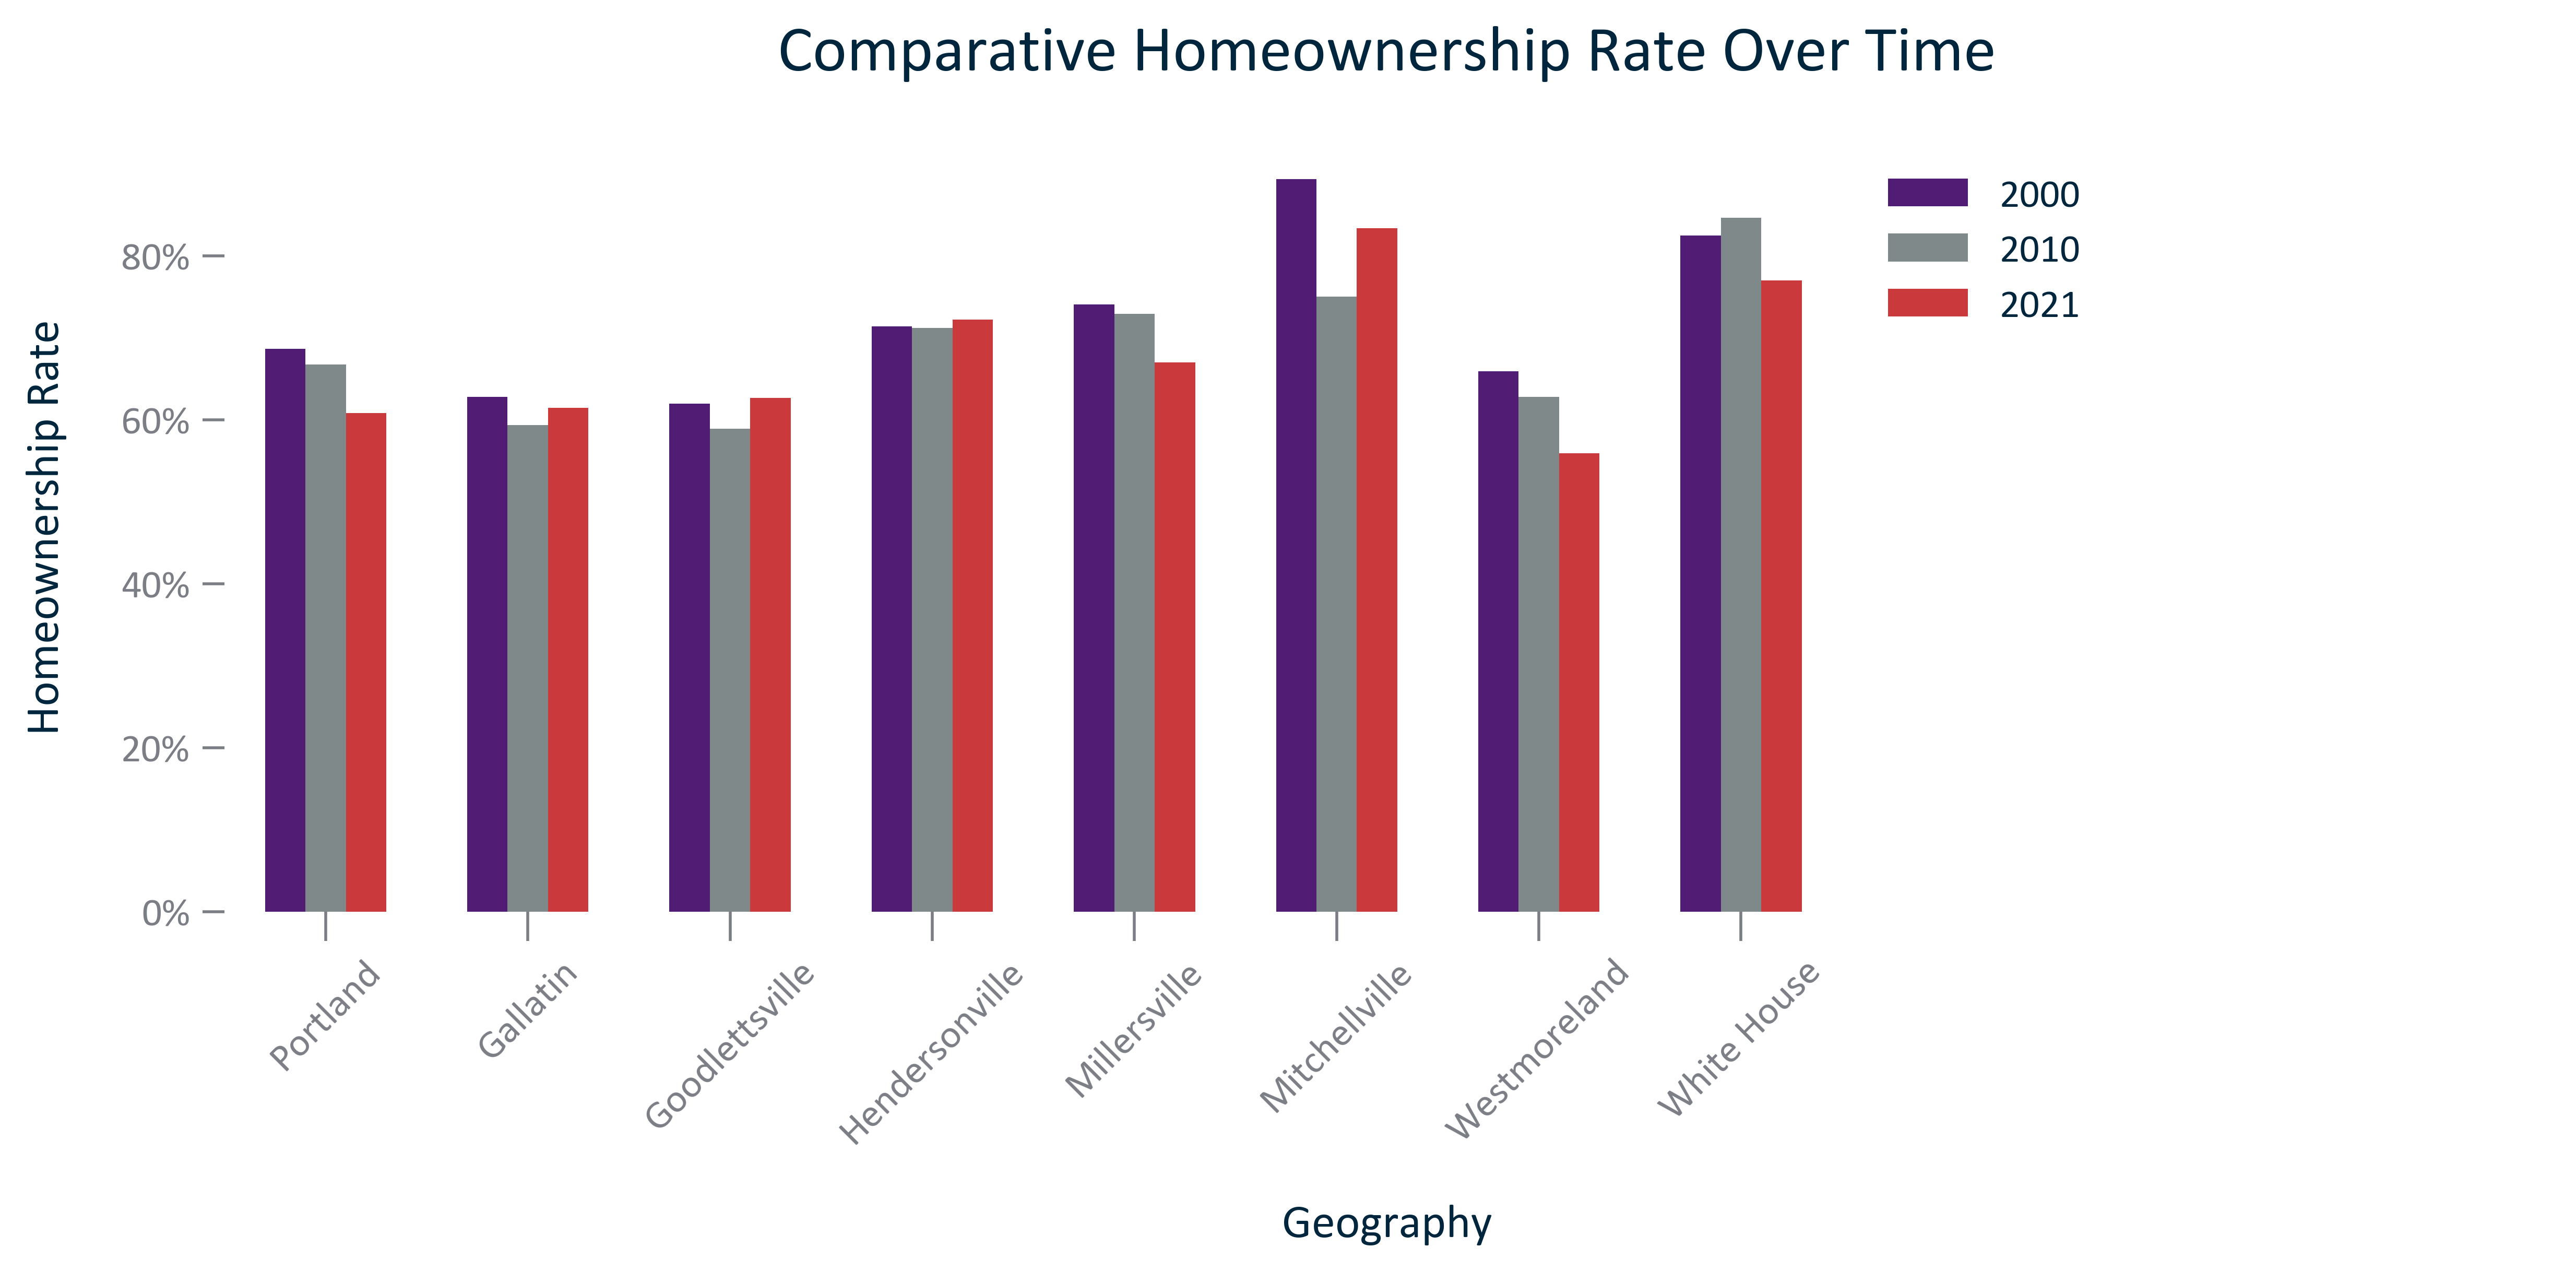 Comparative Homeownership Rate Over Time
2000
2010
2021
Homeownership Rate
80%
60%
40%
20%
0%
Portland
Gallatin
Goodlettsville
Hendersonville
Millersville
Mitchellville
Westmoreland
White House
Geography